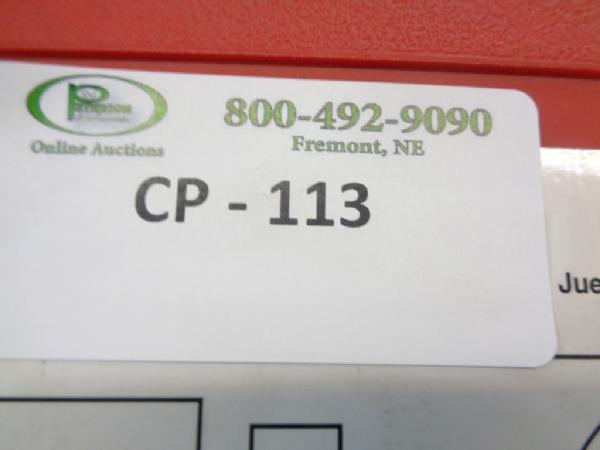 Online Auctions
800-492-9090
Fremont, NE
CP - 113
Jue